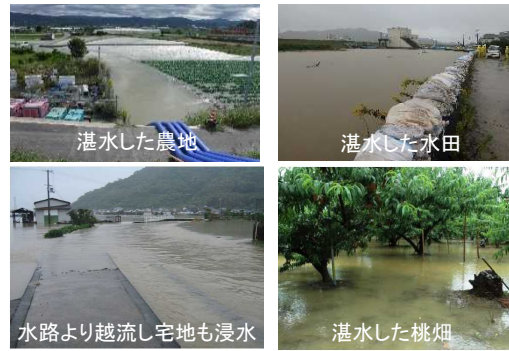 湛水した農地
湛水した水田
水路より越流し宅地も浸水
湛水した桃畑